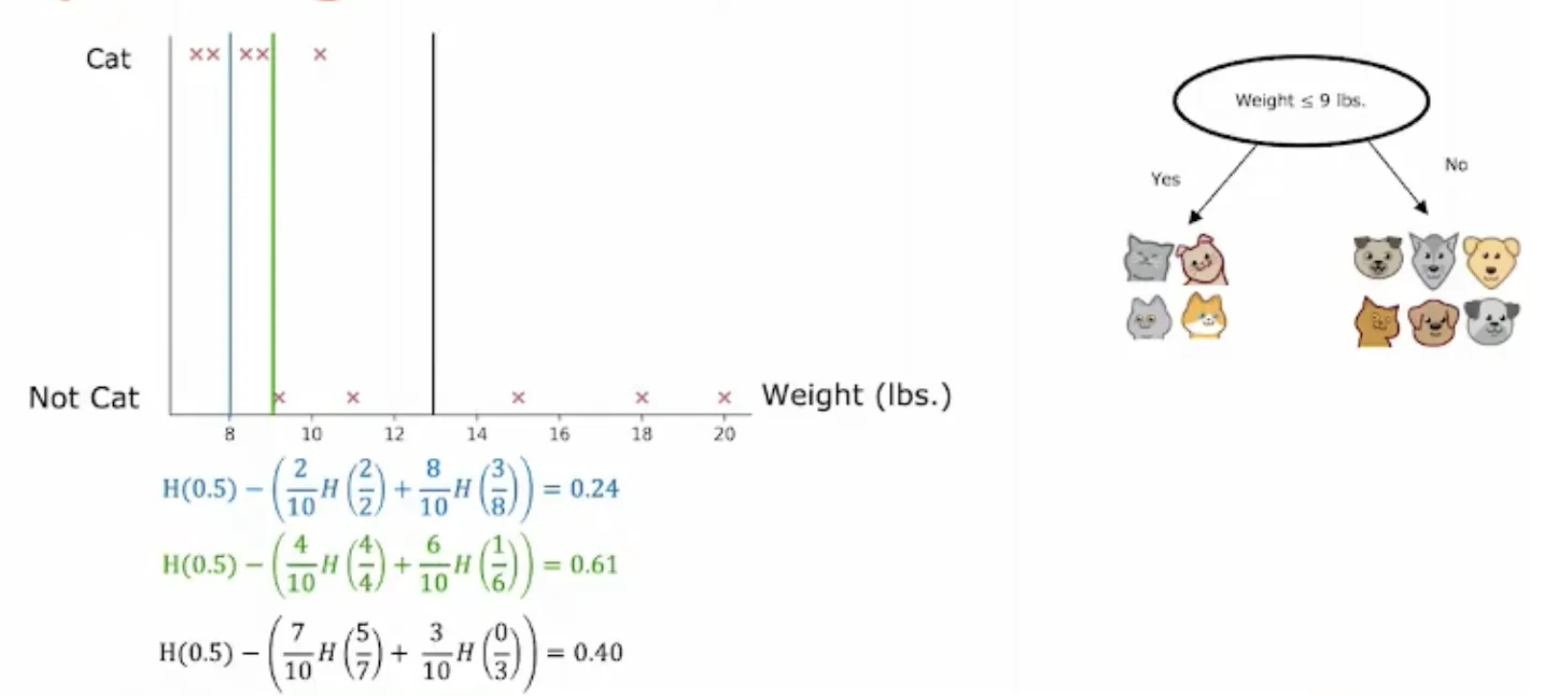 Cat
Not Cat
8 10 12 14 16 18 20
Weight (lbs.)
H(0.5) − (2/10 H(2/2) + 8/10 H(3/8)) = 0.24
H(0.5) − (4/10 H(4/4) + 6/10 H(1/6)) = 0.61
H(0.5) − (7/10 H(5/7) + 3/10 H(0/3)) = 0.40
Weight ≤ 9 lbs.
Yes
No